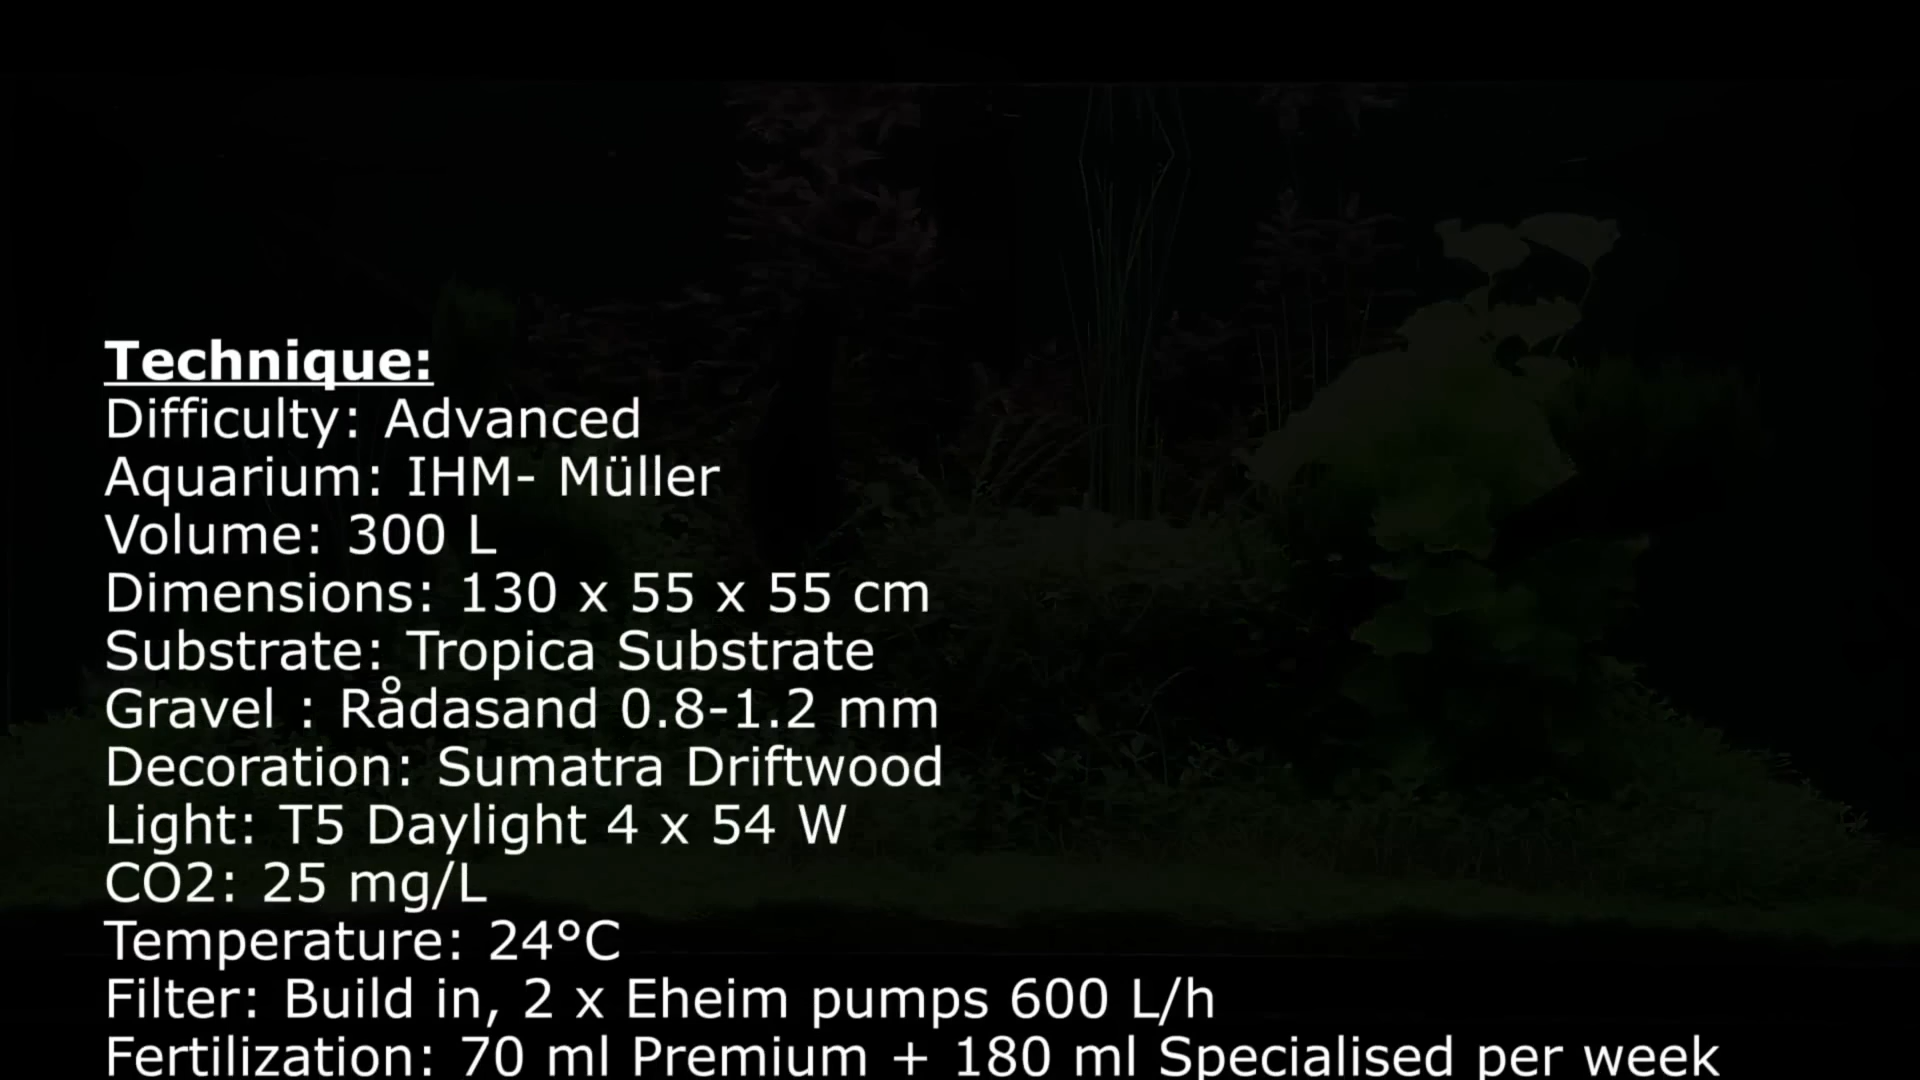 Technique:
Difficulty: Advanced
Aquarium: IHM- Müller
Volume: 300 L
Dimensions: 130 x 55 x 55 cm
Substrate: Tropica Substrate
Gravel : Rådasand 0.8-1.2 mm
Decoration: Sumatra Driftwood
Light: T5 Daylight 4 x 54 W
CO2: 25 mg/L
Temperature: 24°C
Filter: Build in, 2 x Eheim pumps 600 L/h
Fertilization: 70 ml Premium + 180 ml Specialised per week